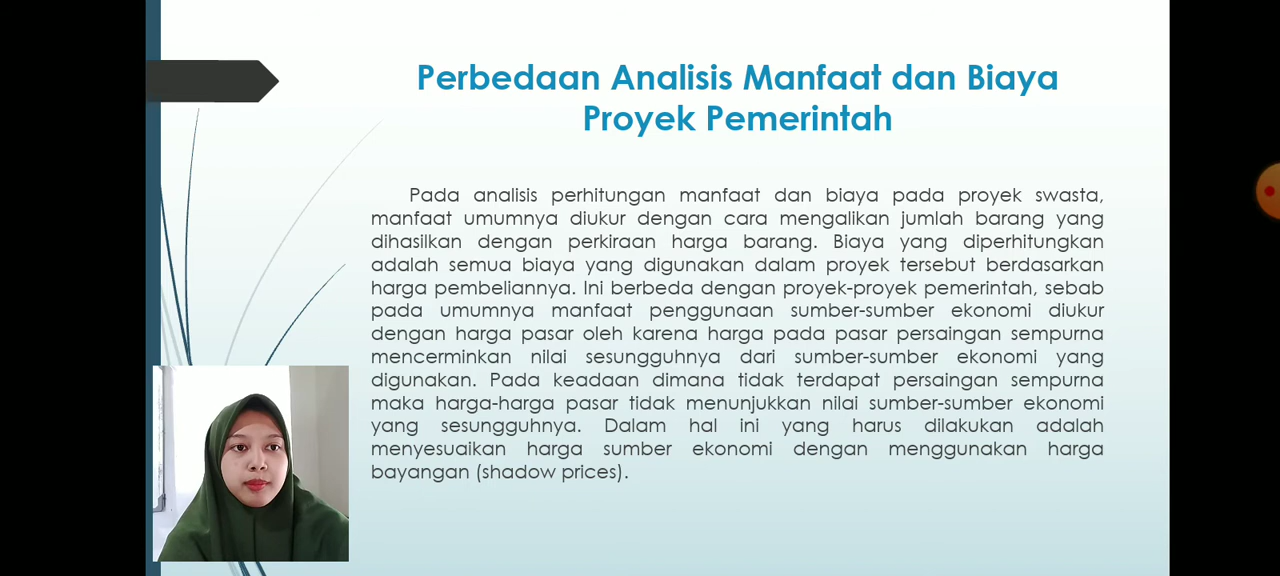 Perbedaan Analisis Manfaat dan Biaya
Proyek Pemerintah
Pada analisis perhitungan manfaat dan biaya pada proyek swasta,
manfaat umumnya diukur dengan cara mengalikan jumlah barang yang
dihasilkan dengan perkiraan harga barang. Biaya yang diperhitungkan
adalah semua biaya yang digunakan dalam proyek tersebut berdasarkan
harga pembeliannya. Ini berbeda dengan proyek-proyek pemerintah, sebab
pada umumnya manfaat penggunaan sumber-sumber ekonomi diukur
dengan harga pasar oleh karena harga pada pasar persaingan sempurna
mencerminkan nilai sesungguhnya dari sumber-sumber ekonomi yang
digunakan. Pada keadaan dimana tidak terdapat persaingan sempurna
maka harga-harga pasar tidak menunjukkan nilai sumber-sumber ekonomi
yang sesungguhnya. Dalam hal ini yang harus dilakukan adalah
menyesuaikan harga sumber ekonomi dengan menggunakan harga
bayangan (shadow prices).